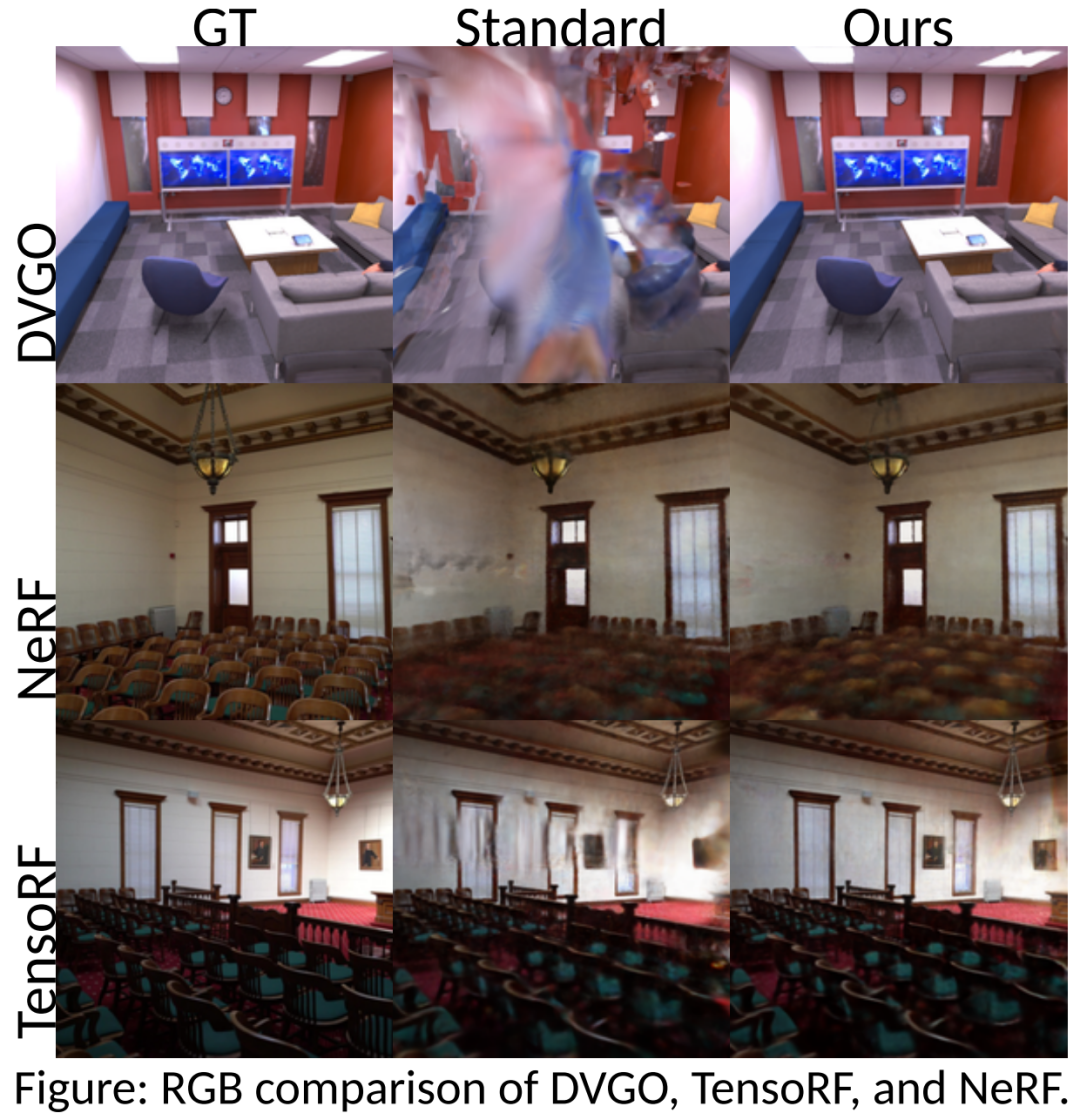 GT Standard Ours
DVGO
NeRF
TensoRF
Figure: RGB comparison of DVGO, TensoRF, and NeRF.